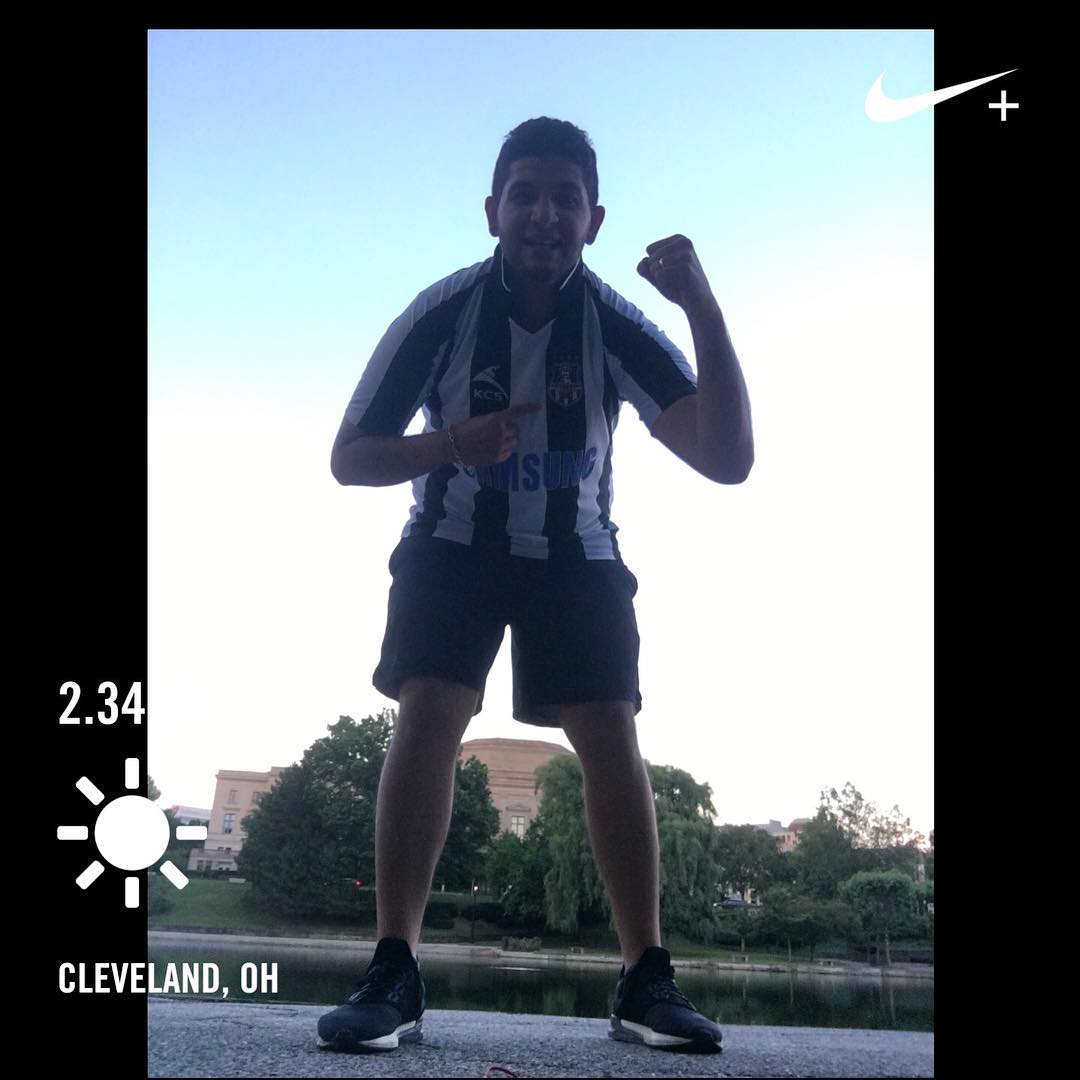 +
KCS
SAMSUNG
2.34
CLEVELAND, OH